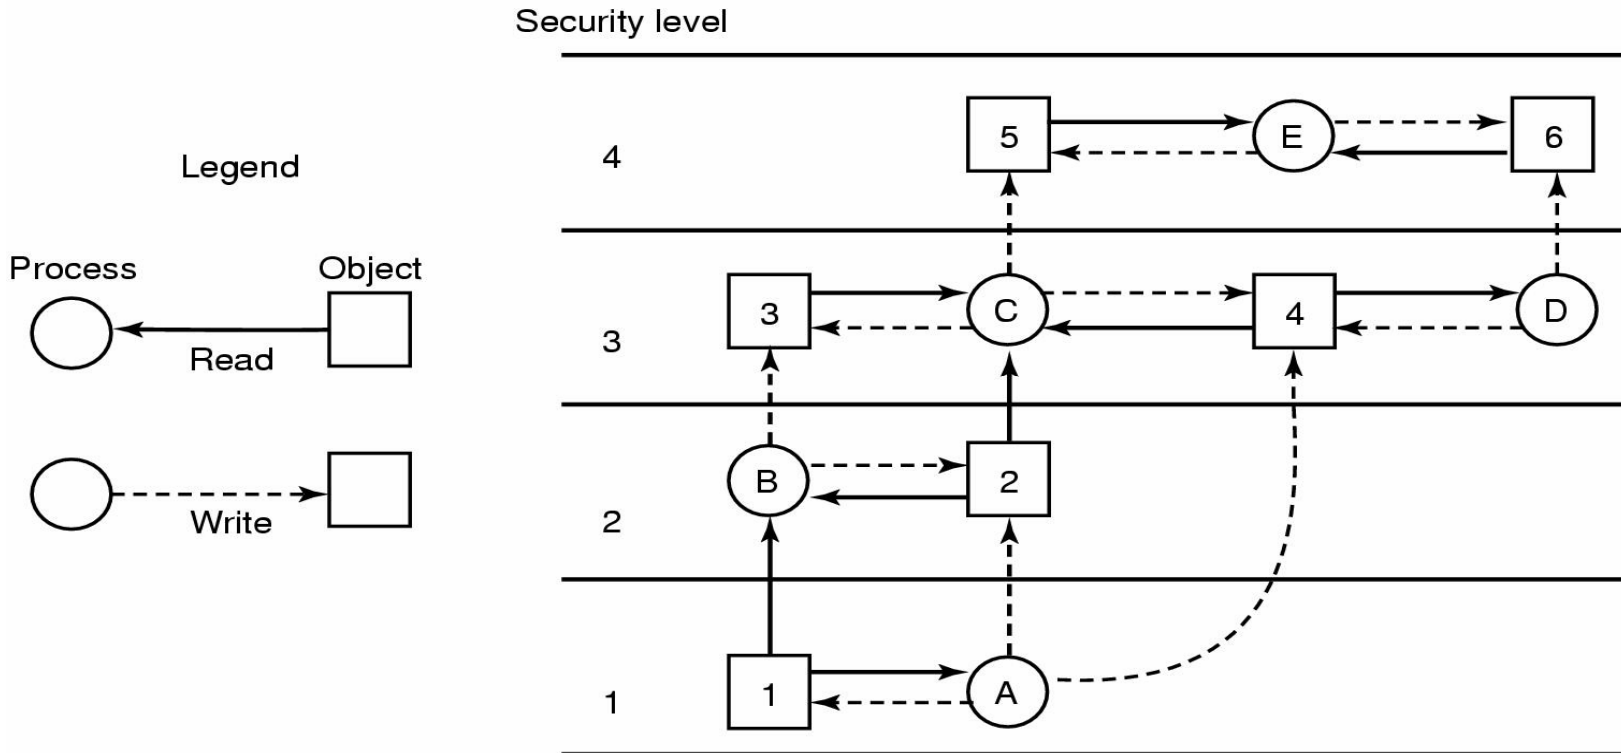 Security level
Legend
Process
Object
Read
Write
4
5
E
6
3
3
C
4
D
2
B
2
1
1
A